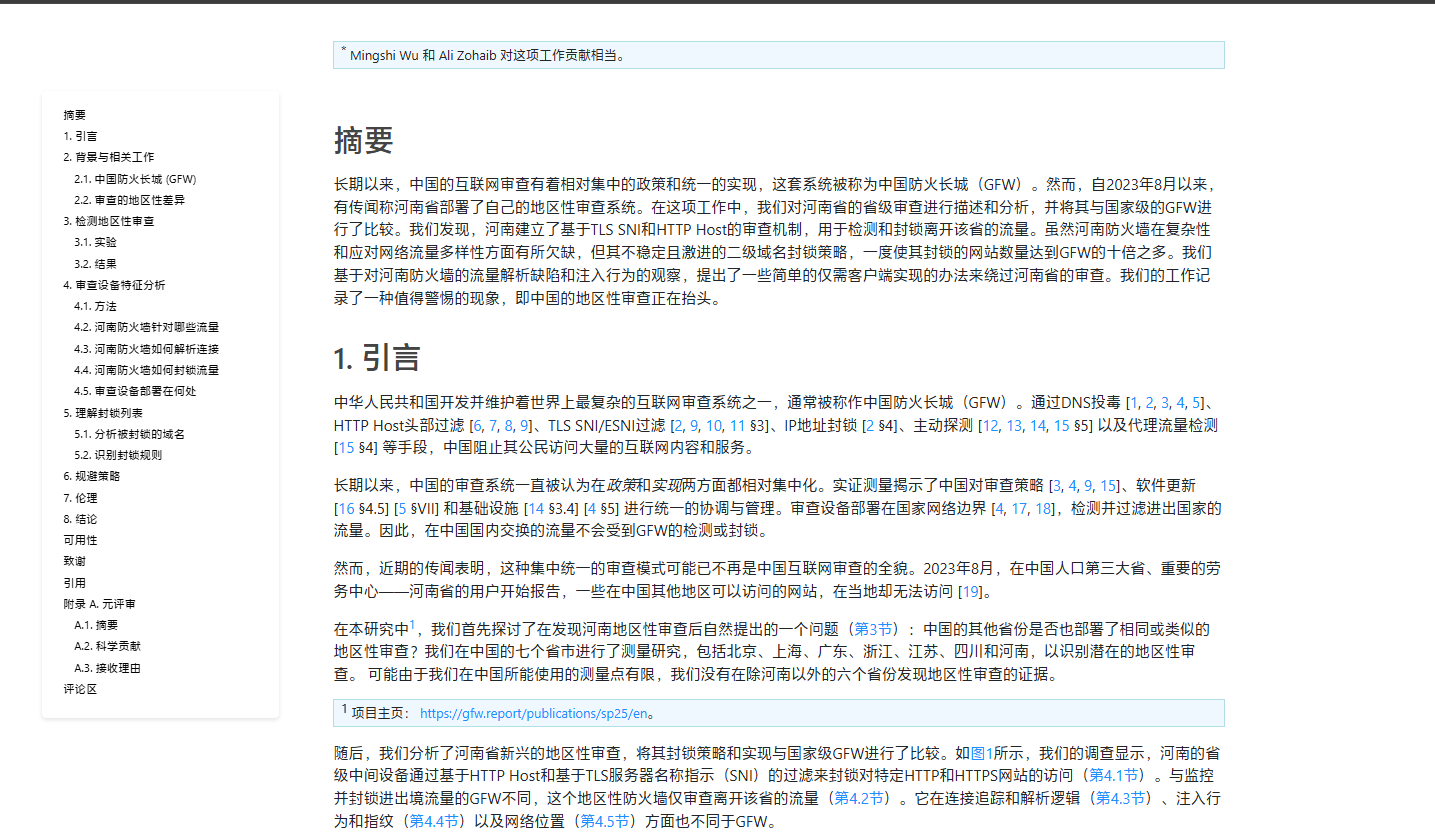 * Mingshi Wu 和 Ali Zohaib 对这项工作贡献相当。
摘要
1. 引言
2. 背景与相关工作
2.1. 中国防火长城 (GFW)
2.2. 审查的地区性差异
3. 检测地区性审查
3.1. 实验
3.2. 结果
4. 审查设备特征分析
4.1. 方法
4.2. 河南防火墙针对哪些流量
4.3. 河南防火墙如何解析连接
4.4. 河南防火墙如何封锁流量
4.5. 审查设备部署在何处
5. 理解封锁列表
5.1. 分析被封锁的域名
5.2. 识别封锁规则
6. 规避策略
7. 伦理
8. 结论
可用性
致谢
引用
附录 A. 元评审
A.1. 摘要
A.2. 科学贡献
A.3. 接收理由
评论区
摘要
长期以来，中国的互联网审查有着相对集中的政策和统一的实现，这套系统被称为中国防火长城（GFW）。然而，自2023年8月以来，
有传闻称河南省部署了自己的地区性审查系统。在这项工作中，我们对河南省的省级审查进行描述和分析，并将其与国家级的GFW进
行了比较。我们发现，河南建立了基于TLS SNI和HTTP Host的审查机制，用于检测和封锁离开该省的流量。虽然河南防火墙在复杂性
和应对网络流量多样性方面有所欠缺，但其不稳定且激进的二级域名封锁策略，一度使其封锁的网站数量达到GFW的十倍之多。我们
基于对河南防火墙的流量解析缺陷和注入行为的观察，提出了一些简单的仅需客户端实现的办法来绕过河南省的审查。我们的工作记
录了一种值得警惕的现象，即中国的地区性审查正在抬头。
1. 引言
中华人民共和国开发并维护着世界上最复杂的互联网审查系统之一，通常被称作中国防火长城（GFW）。通过DNS投毒 [1, 2, 3, 4, 5]、
HTTP Host头部过滤 [6, 7, 8, 9]、TLS SNI/ESNI过滤 [2, 9, 10, 11 §3]、IP地址封锁 [2 §4]、主动探测 [12, 13, 14, 15 §5] 以及代理流量检测
[15 §4] 等手段，中国阻止其公民访问大量的互联网内容和服务。
长期以来，中国的审查系统一直被认为在政策和实现两方面都相对集中化。实证测量揭示了中国对审查策略 [3, 4, 9, 15]、软件更新
[16 §4.5] [5 §VII] 和基础设施 [14 §3.4] [4 §5] 进行统一的协调与管理。审查设备部署在国家网络边界 [4, 17, 18]，检测并过滤进出国家的
流量。因此，在中国国内交换的流量不会受到GFW的检测或封锁。
然而，近期的传闻表明，这种集中统一的审查模式可能已不再是中国互联网审查的全貌。2023年8月，在中国人口第三大省、重要的劳
务中心——河南省的用户开始报告，一些在中国其他地区可以访问的网站，在当地却无法访问 [19]。
在本研究中1，我们首先探讨了在发现河南地区性审查后自然提出的一个问题（第3节）：中国的其他省份是否也部署了相同或类似的
地区性审查？我们在中国的七个省市进行了测量研究，包括北京、上海、广东、浙江、江苏、四川和河南，以识别潜在的地区性审
查。 可能由于我们在中国所能使用的测量点有限，我们没有在除河南以外的六个省份发现地区性审查的证据。
1 项目主页： https://gfw.report/publications/sp25/en。
随后，我们分析了河南省新兴的地区性审查，将其封锁策略和实现与国家级GFW进行了比较。如图1所示，我们的调查显示，河南的省
级中间设备通过基于HTTP Host和基于TLS服务器名称指示（SNI）的过滤来封锁对特定HTTP和HTTPS网站的访问（第4.1节）。与监控
并封锁进出境流量的GFW不同，这个地区性防火墙仅审查离开该省的流量（第4.2节）。它在连接追踪和解析逻辑（第4.3节）、注入行
为和指纹（第4.4节）以及网络位置（第4.5节）方面也不同于GFW。